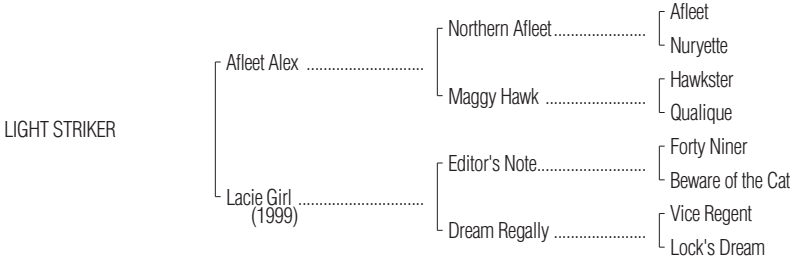 Afleet
Northern Afleet
Nuryette
Afleet Alex
Hawkster
Maggy Hawk
Qualique
LIGHT STRIKER
Forty Niner
Editor's Note
Beware of the Cat
Lacie Girl
(1999)
Vice Regent
Dream Regally
Lock's Dream